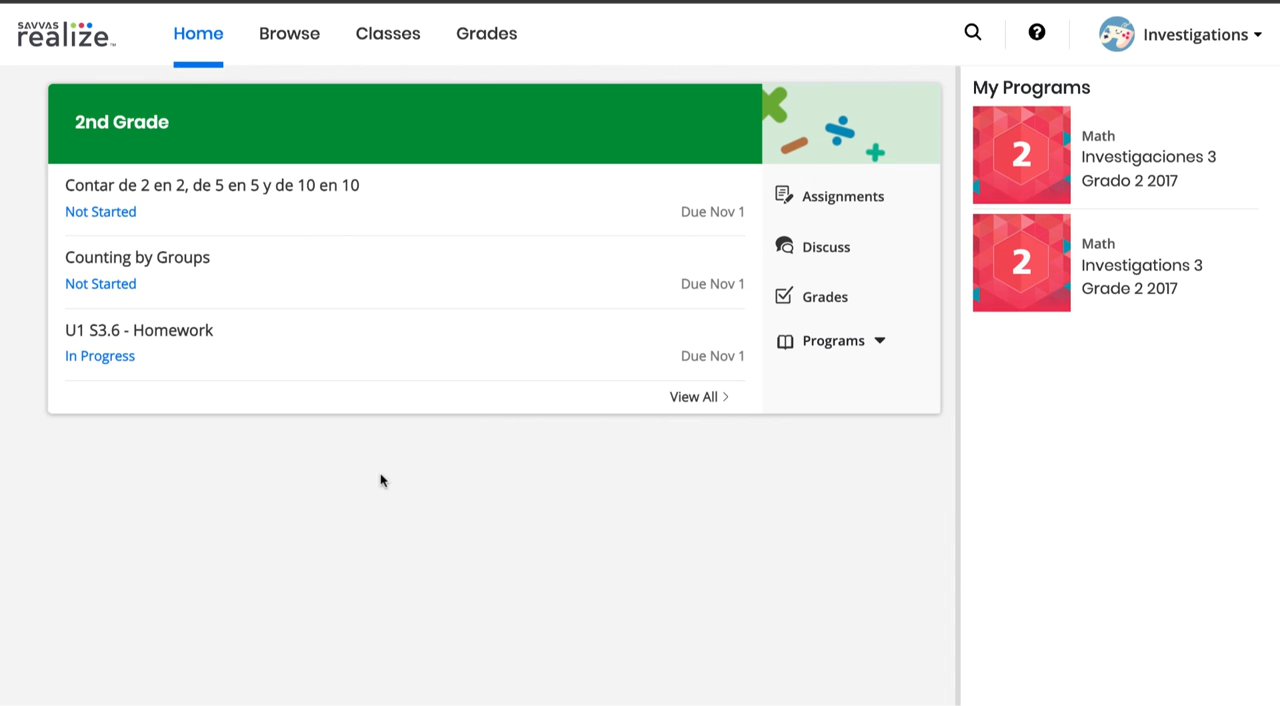 SAVVAS
realize™
Home
Browse
Classes
Grades
Investigations
2nd Grade
Contar de 2 en 2, de 5 en 5 y de 10 en 10
Not Started
Due Nov 1
Counting by Groups
Not Started
Due Nov 1
U1 S3.6 - Homework
In Progress
Due Nov 1
View All >
Assignments
Discuss
Grades
Programs
My Programs
2
Math
Investigaciones 3
Grado 2 2017
2
Math
Investigations 3
Grade 2 2017